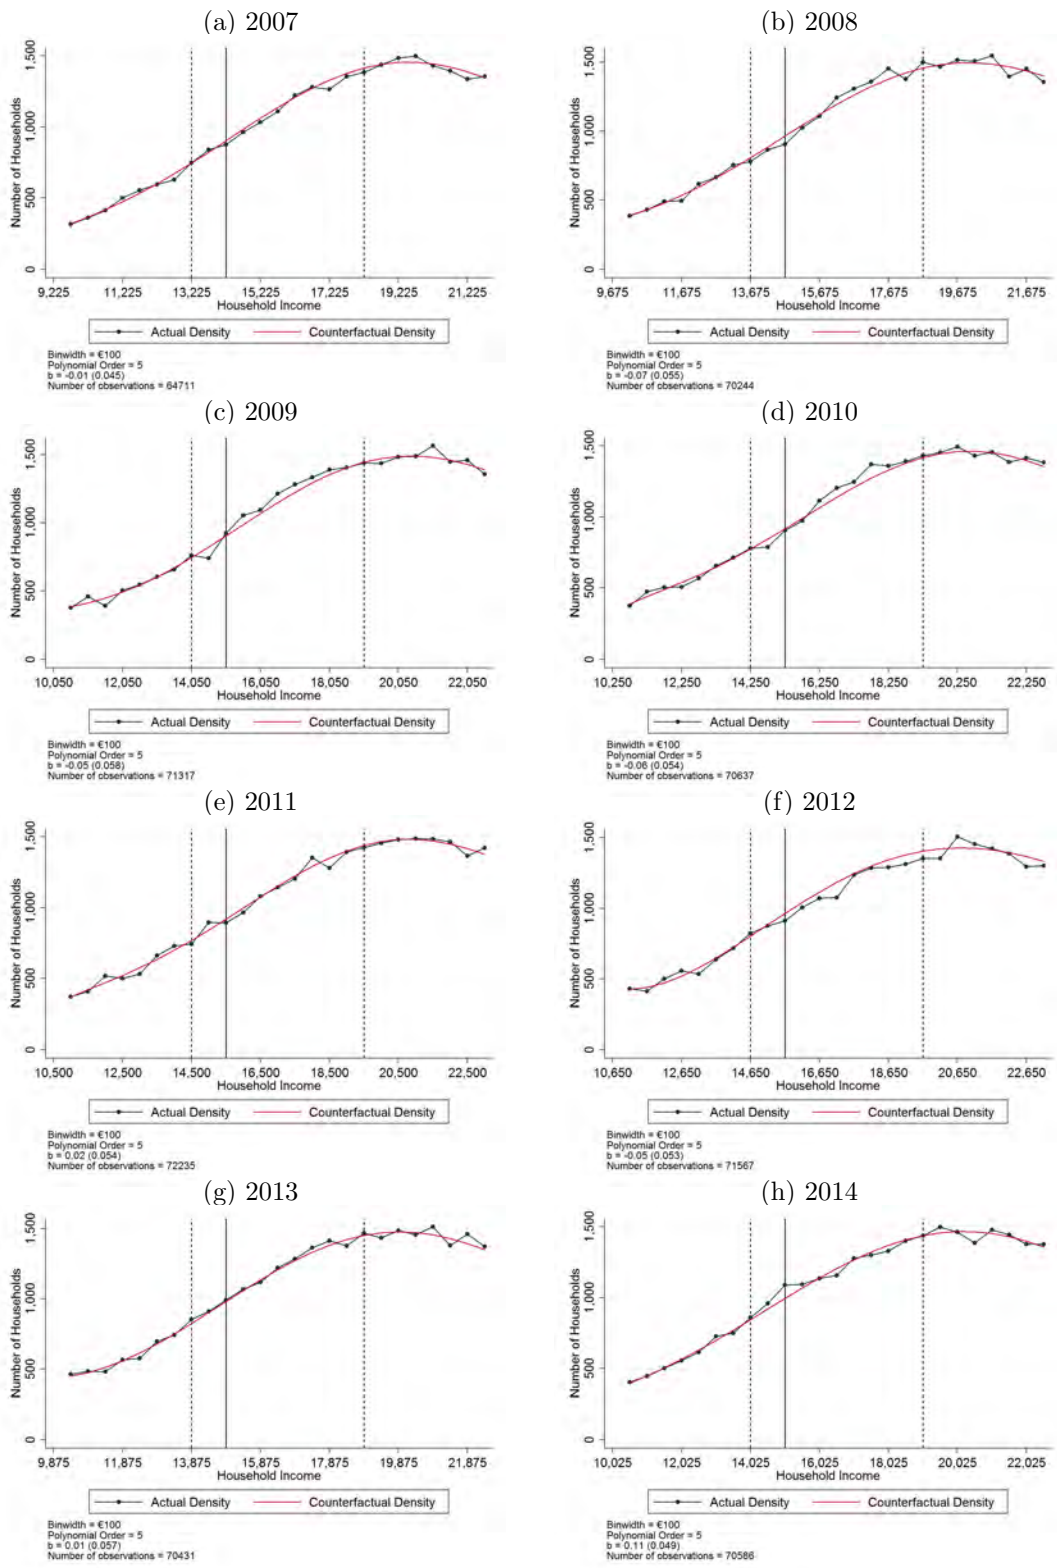 (a) 2007
Number of Households
0 500 1,000 1,500
9,225 11,225 13,225 15,225 17,225 19,225 21,225
Household Income
Actual Density Counterfactual Density
Binwidth = €100
Polynomial Order = 5
b = -0.01 (0.045)
Number of observations = 64711
(b) 2008
Number of Households
0 500 1,000 1,500
9,675 11,675 13,675 15,675 17,675 19,675 21,675
Household Income
Actual Density Counterfactual Density
Binwidth = €100
Polynomial Order = 5
b = -0.07 (0.055)
Number of observations = 70244
(c) 2009
Number of Households
0 500 1,000 1,500
10,050 12,050 14,050 16,050 18,050 20,050 22,050
Household Income
Actual Density Counterfactual Density
Binwidth = €100
Polynomial Order = 5
b = -0.05 (0.058)
Number of observations = 71317
(d) 2010
Number of Households
0 500 1,000 1,500
10,250 12,250 14,250 16,250 18,250 20,250 22,250
Household Income
Actual Density Counterfactual Density
Binwidth = €100
Polynomial Order = 5
b = -0.06 (0.054)
Number of observations = 70637
(e) 2011
Number of Households
0 500 1,000 1,500
10,500 12,500 14,500 16,500 18,500 20,500 22,500
Household Income
Actual Density Counterfactual Density
Binwidth = €100
Polynomial Order = 5
b = 0.02 (0.054)
Number of observations = 72235
(f) 2012
Number of Households
0 500 1,000 1,500
10,650 12,650 14,650 16,650 18,650 20,650 22,650
Household Income
Actual Density Counterfactual Density
Binwidth = €100
Polynomial Order = 5
b = -0.05 (0.053)
Number of observations = 71567
(g) 2013
Number of Households
0 500 1,000 1,500
9,875 11,875 13,875 15,875 17,875 19,875 21,875
Household Income
Actual Density Counterfactual Density
Binwidth = €100
Polynomial Order = 5
b = 0.01 (0.057)
Number of observations = 70431
(h) 2014
Number of Households
0 500 1,000 1,500
10,025 12,025 14,025 16,025 18,025 20,025 22,025
Household Income
Actual Density Counterfactual Density
Binwidth = €100
Polynomial Order = 5
b = 0.11 (0.049)
Number of observations = 70586